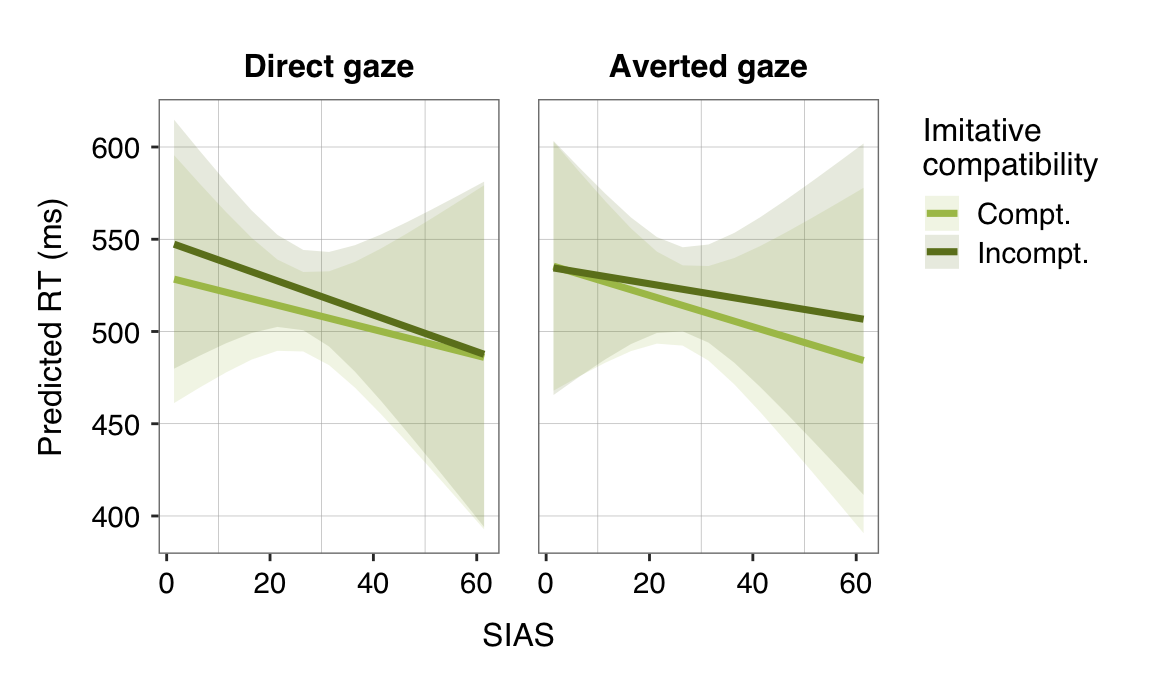 Direct gaze
Averted gaze
Imitative
compatibility
Compt.
Incompt.
Predicted RT (ms)
600
550
500
450
400
0 20 40 60
0 20 40 60
SIAS